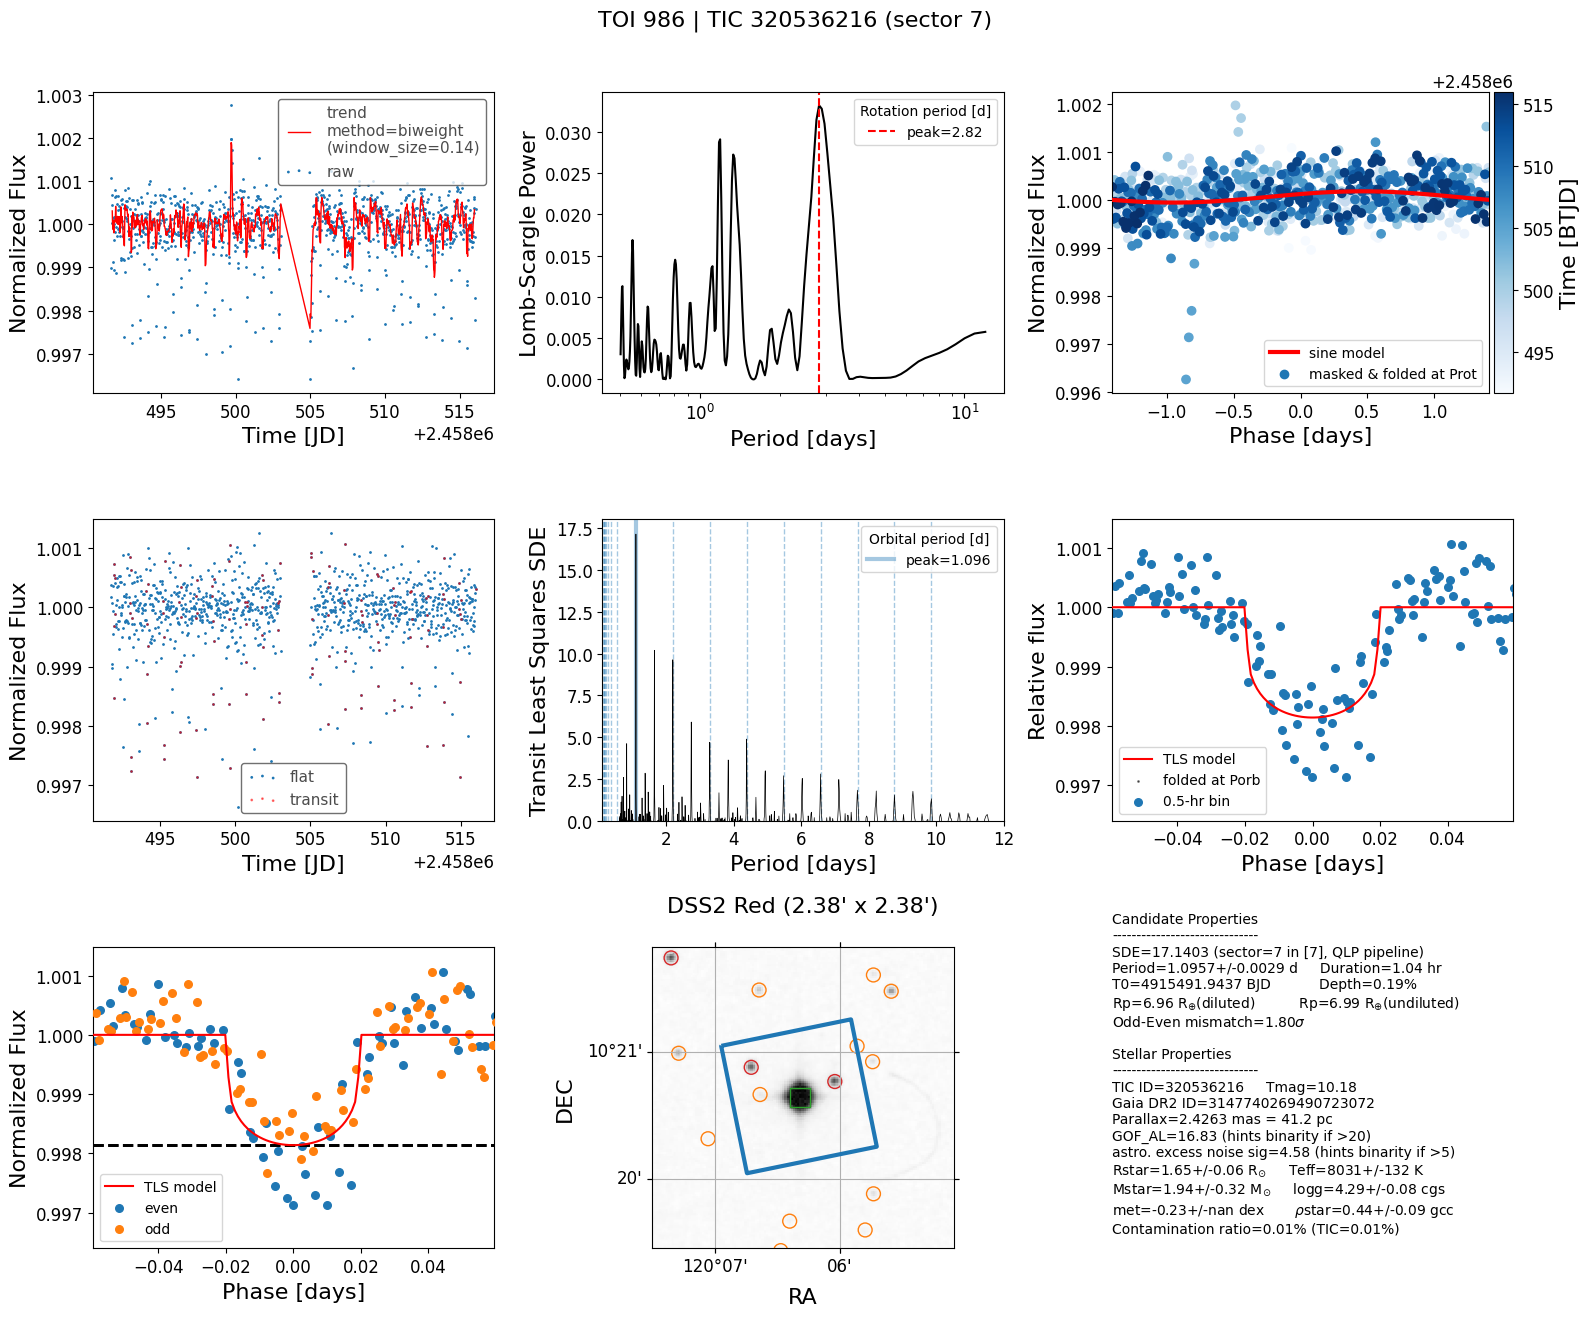 TOI 986 | TIC 320536216 (sector 7)
Normalized Flux
1.003
1.002
1.001
1.000
0.999
0.998
0.997
trend
method=biweight
(window_size=0.14)
raw
495
500
505
510
515
Time [JD]
+2.458e6
Lomb-Scargle Power
0.030
0.025
0.020
0.015
0.010
0.005
0.000
Rotation period [d]
peak=2.82
10⁰
10¹
Period [days]
Normalized Flux
1.002
1.001
1.000
0.999
0.998
0.997
0.996
sine model
masked & folded at Prot
−1.0
−0.5
0.0
0.5
1.0
Phase [days]
+2.458e6
515
510
505
500
495
Time [BTJD]
Normalized Flux
1.001
1.000
0.999
0.998
0.997
flat
transit
495
500
505
510
515
Time [JD]
+2.458e6
Transit Least Squares SDE
17.5
15.0
12.5
10.0
7.5
5.0
2.5
0.0
Orbital period [d]
peak=1.096
2
4
6
8
10
12
Period [days]
Relative flux
1.001
1.000
0.999
0.998
0.997
TLS model
folded at Porb
0.5-hr bin
−0.04
−0.02
0.00
0.02
0.04
Phase [days]
Normalized Flux
1.001
1.000
0.999
0.998
0.997
TLS model
even
odd
−0.04
−0.02
0.00
0.02
0.04
Phase [days]
DSS2 Red (2.38' x 2.38')
DEC
10°21'
20'
120°07'
06'
RA
Candidate Properties
------------------------------
SDE=17.1403 (sector=7 in [7], QLP pipeline)
Period=1.0957+/-0.0029 d Duration=1.04 hr
T0=4915491.9437 BJD Depth=0.19%
Rp=6.96 R⊕(diluted) Rp=6.99 R⊕(undiluted)
Odd-Even mismatch=1.80σ
Stellar Properties
------------------------------
TIC ID=320536216 Tmag=10.18
Gaia DR2 ID=3147740269490723072
Parallax=2.4263 mas = 41.2 pc
GOF_AL=16.83 (hints binarity if >20)
astro. excess noise sig=4.58 (hints binarity if >5)
Rstar=1.65+/-0.06 R⊙ Teff=8031+/-132 K
Mstar=1.94+/-0.32 M⊙ logg=4.29+/-0.08 cgs
met=-0.23+/-nan dex ρstar=0.44+/-0.09 gcc
Contamination ratio=0.01% (TIC=0.01%)